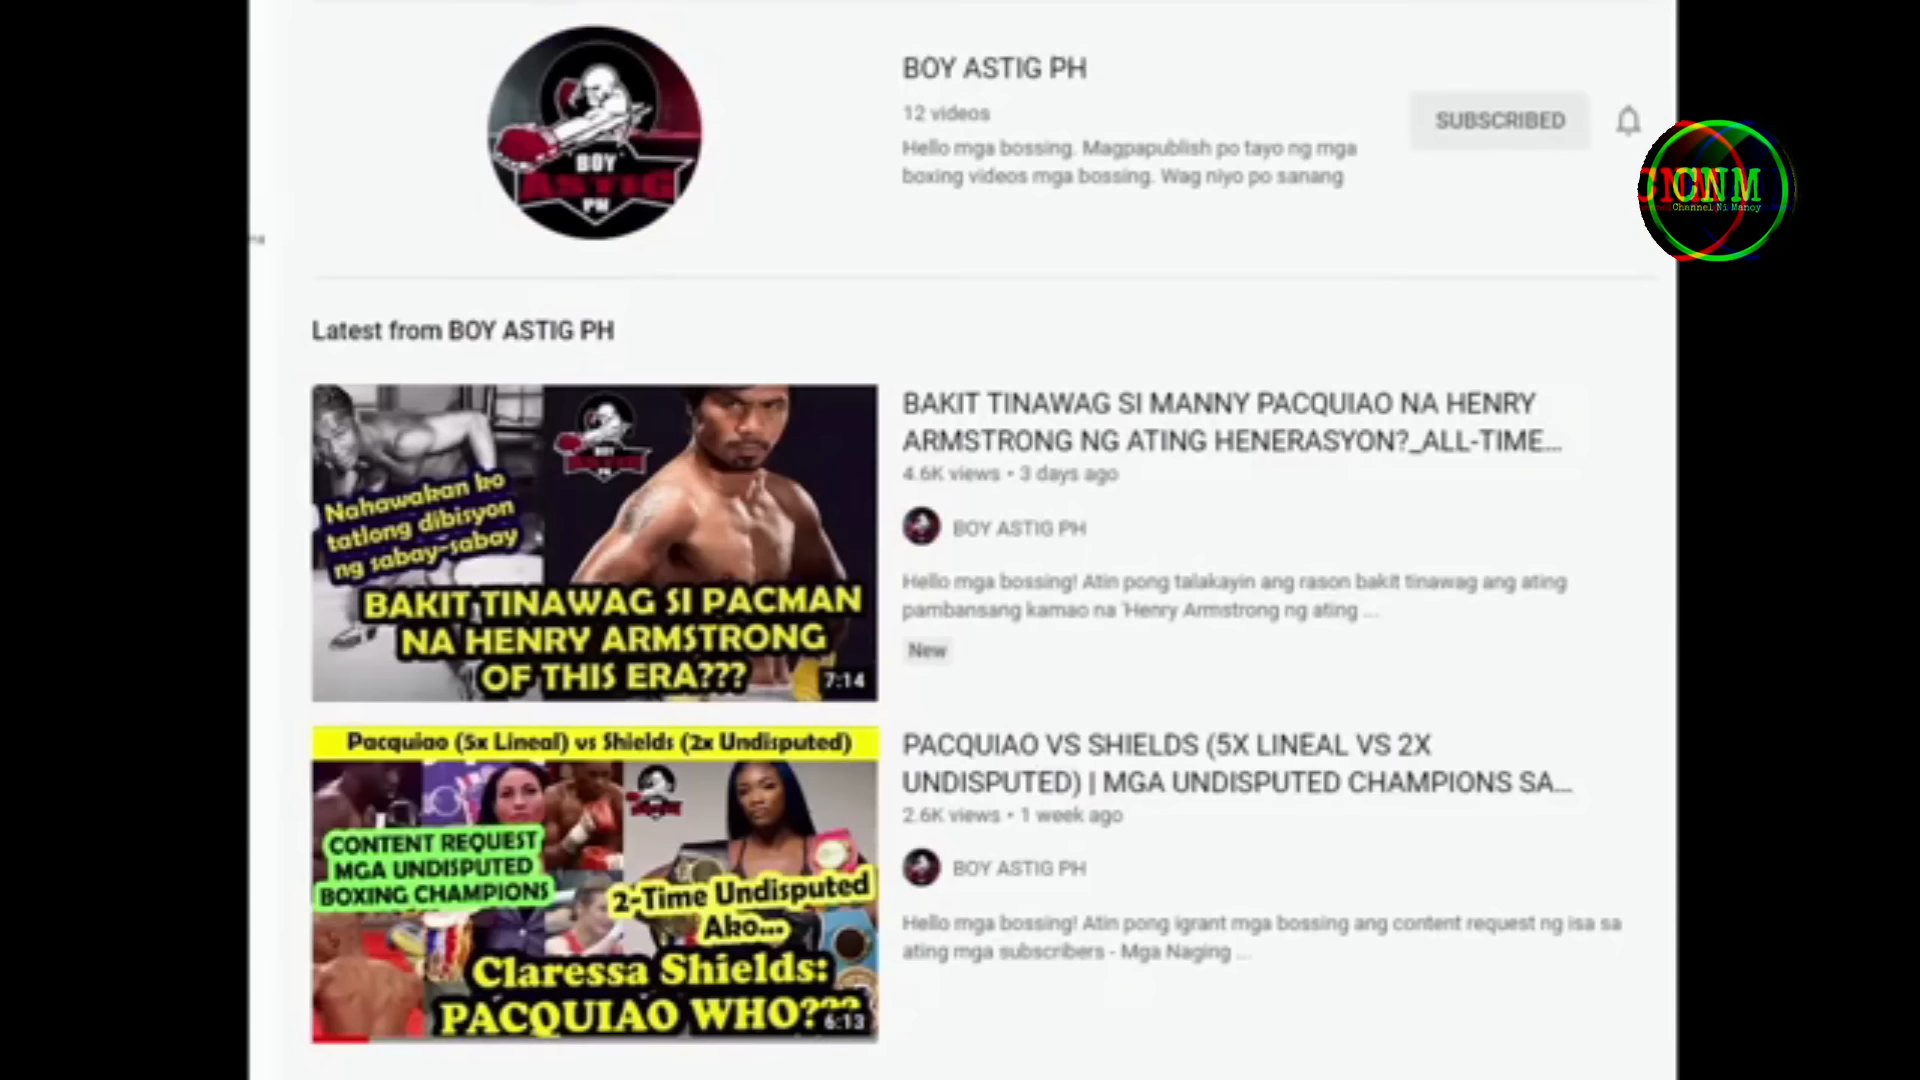 BOY ASTIG PH
12 videos
Hello mga bossing. Magpapublish po tayo ng mga
boxing videos mga bossing. Wag niyo po sanang
SUBSCRIBED
BOY
ASTIG
PH
CNM
Channel Ni Manoy
Latest from BOY ASTIG PH
Nahawakan ko
tatlong dibisyon
ng sabay-sabay
BAKIT TINAWAG SI PACMAN
NA HENRY ARMSTRONG
OF THIS ERA???
7:14
BAKIT TINAWAG SI MANNY PACQUIAO NA HENRY
ARMSTRONG NG ATING HENERASYON?_ALL-TIME...
4.6K views • 3 days ago
BOY ASTIG PH
Hello mga bossing! Atin pong talakayin ang rason bakit tinawag ang ating
pambansang kamao na 'Henry Armstrong ng ating ...
New
Pacquiao (5x Lineal) vs Shields (2x Undisputed)
CONTENT REQUEST
MGA UNDISPUTED
BOXING CHAMPIONS
2-Time Undisputed
Ako...
Claressa Shields:
PACQUIAO WHO???
6:13
PACQUIAO VS SHIELDS (5X LINEAL VS 2X
UNDISPUTED) | MGA UNDISPUTED CHAMPIONS SA...
2.6K views • 1 week ago
BOY ASTIG PH
Hello mga bossing! Atin pong igrant mga bossing ang content request ng isa sa
ating mga subscribers - Mga Naging ...